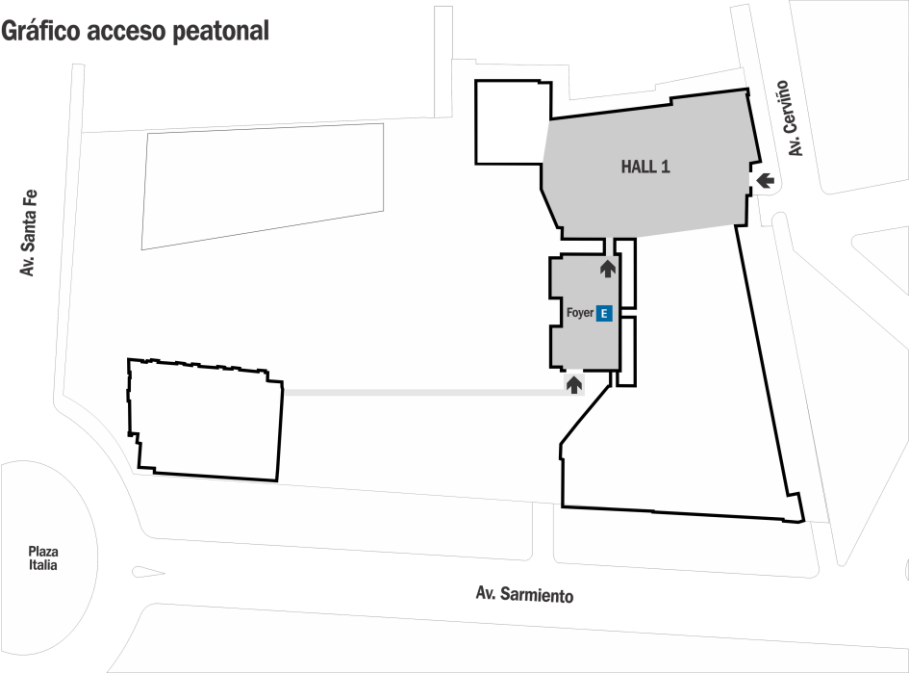 Gráfico acceso peatonal
Av. Cerviño
HALL 1
Av. Santa Fe
Foyer E
Plaza
Italia
Av. Sarmiento